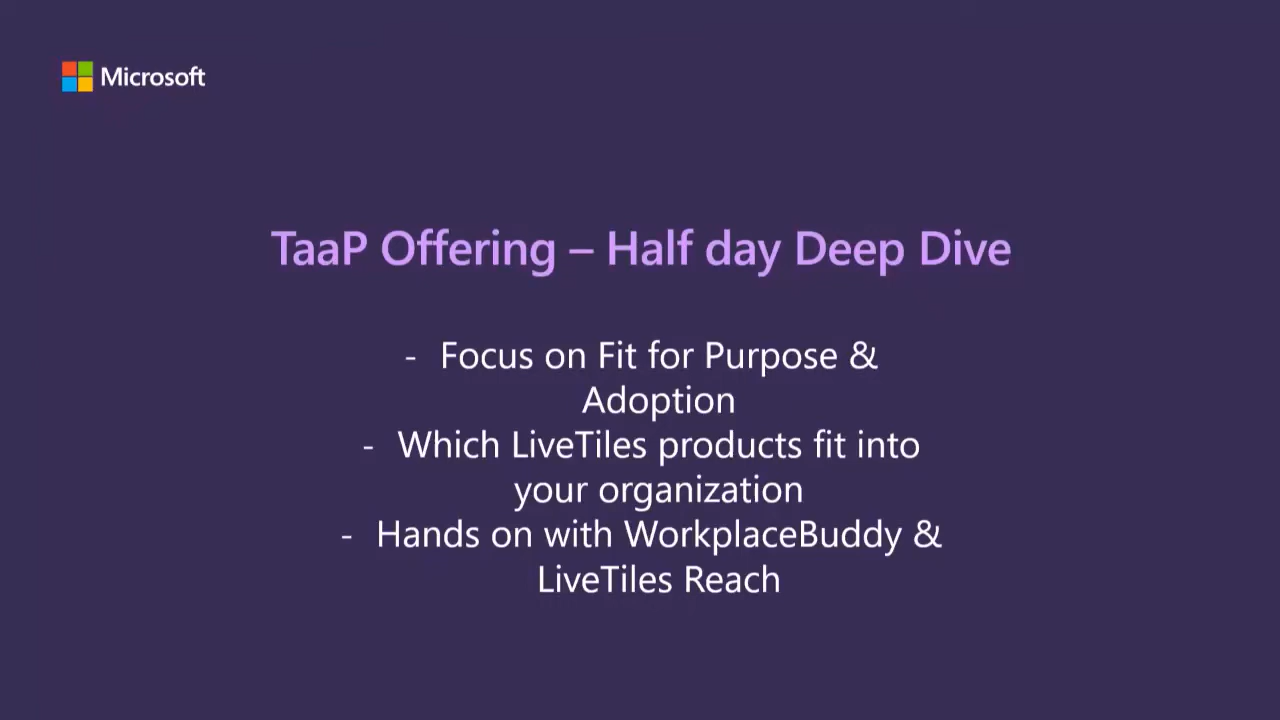 Microsoft
TaaP Offering – Half day Deep Dive
- Focus on Fit for Purpose &
Adoption
- Which LiveTiles products fit into
your organization
- Hands on with WorkplaceBuddy &
LiveTiles Reach